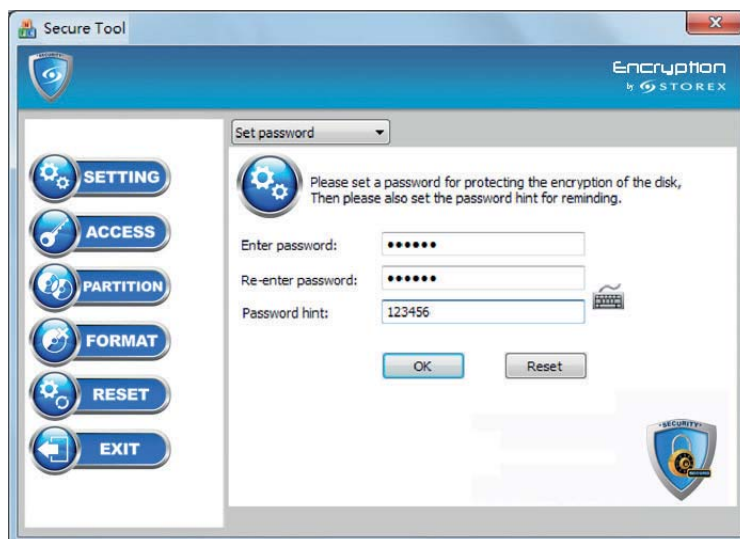 Secure Tool
SECURITY
Encryption
by STOREX
Set password
SETTING
ACCESS
PARTITION
FORMAT
RESET
EXIT
Please set a password for protecting the encryption of the disk,
Then please also set the password hint for reminding.
Enter password: ••••••
Re-enter password: ••••••
Password hint: 123456
OK Reset
SECURITY